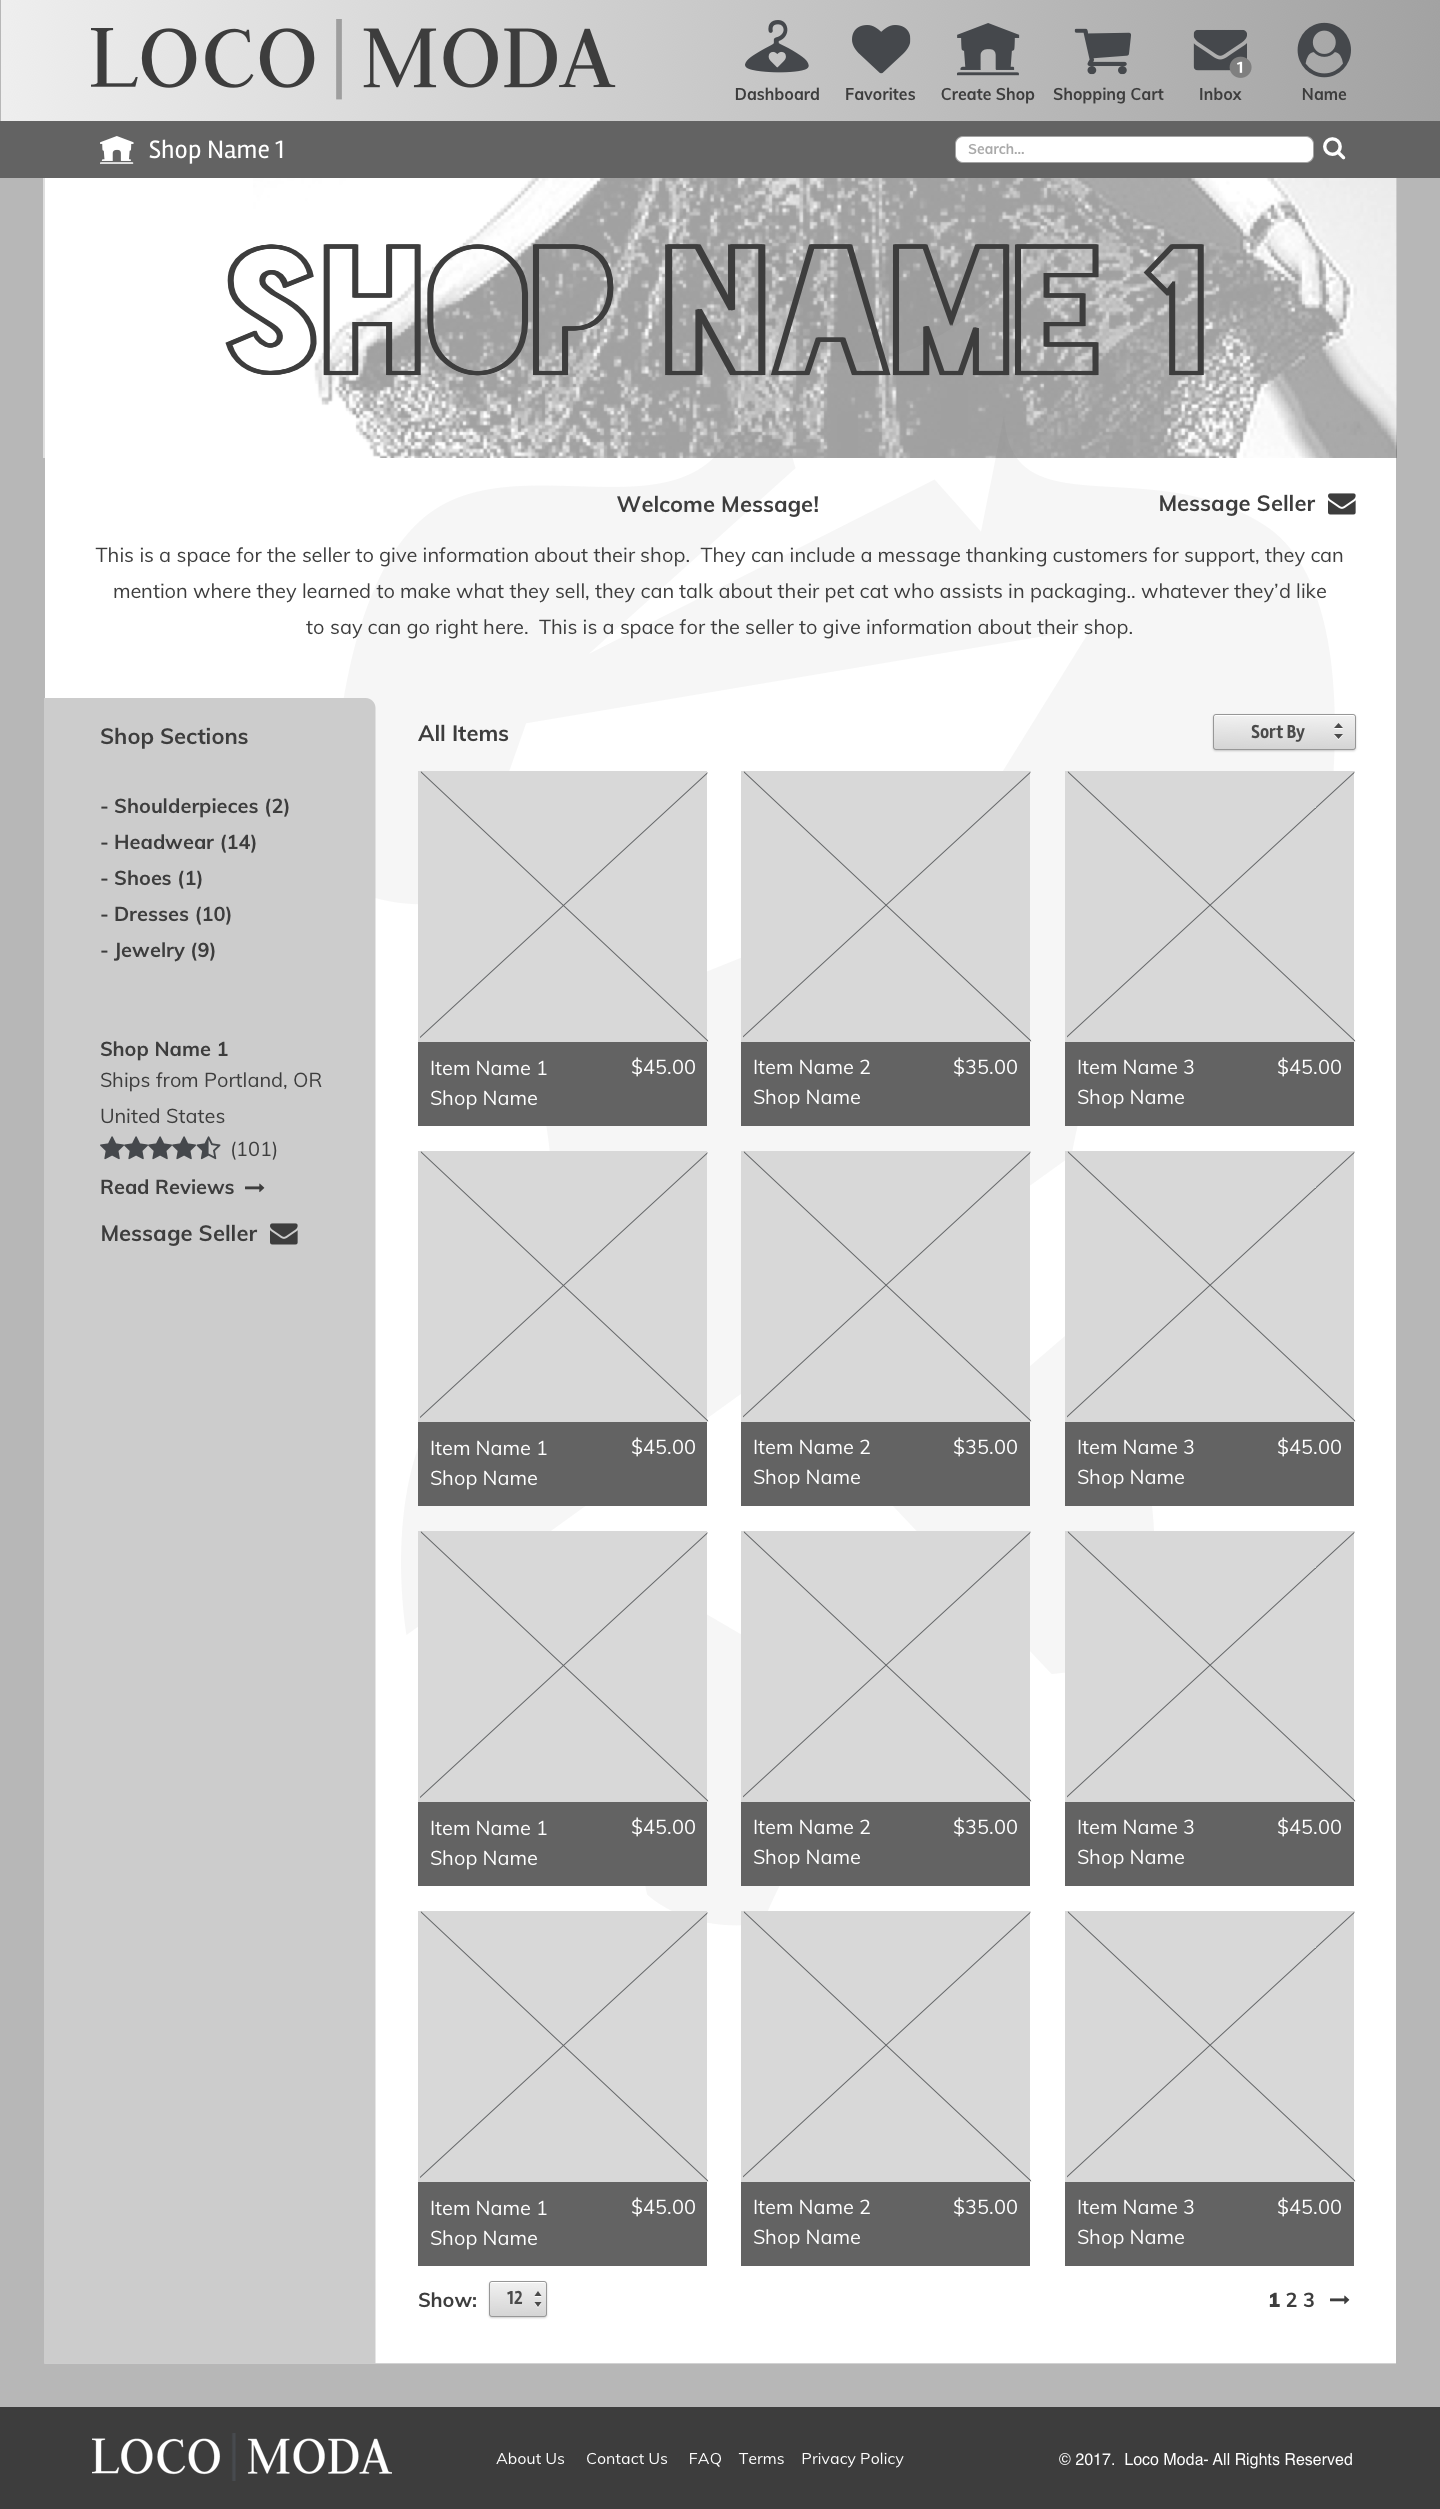 LOCO MODA
Dashboard Favorites Create Shop Shopping Cart Inbox 1 Name
Shop Name 1
Search...
SHOP NAME 1
Welcome Message!
Message Seller
This is a space for the seller to give information about their shop. They can include a message thanking customers for support, they can
mention where they learned to make what they sell, they can talk about their pet cat who assists in packaging.. whatever they'd like
to say can go right here. This is a space for the seller to give information about their shop.
Shop Sections
- Shoulderpieces (2)
- Headwear (14)
- Shoes (1)
- Dresses (10)
- Jewelry (9)
Shop Name 1
Ships from Portland, OR
United States
(101)
Read Reviews
Message Seller
All Items
Sort By
Item Name 1 $45.00
Shop Name
Item Name 2 $35.00
Shop Name
Item Name 3 $45.00
Shop Name
Item Name 1 $45.00
Shop Name
Item Name 2 $35.00
Shop Name
Item Name 3 $45.00
Shop Name
Item Name 1 $45.00
Shop Name
Item Name 2 $35.00
Shop Name
Item Name 3 $45.00
Shop Name
Item Name 1 $45.00
Shop Name
Item Name 2 $35.00
Shop Name
Item Name 3 $45.00
Shop Name
Show: 12
1 2 3
LOCO MODA
About Us Contact Us FAQ Terms Privacy Policy
© 2017. Loco Moda- All Rights Reserved